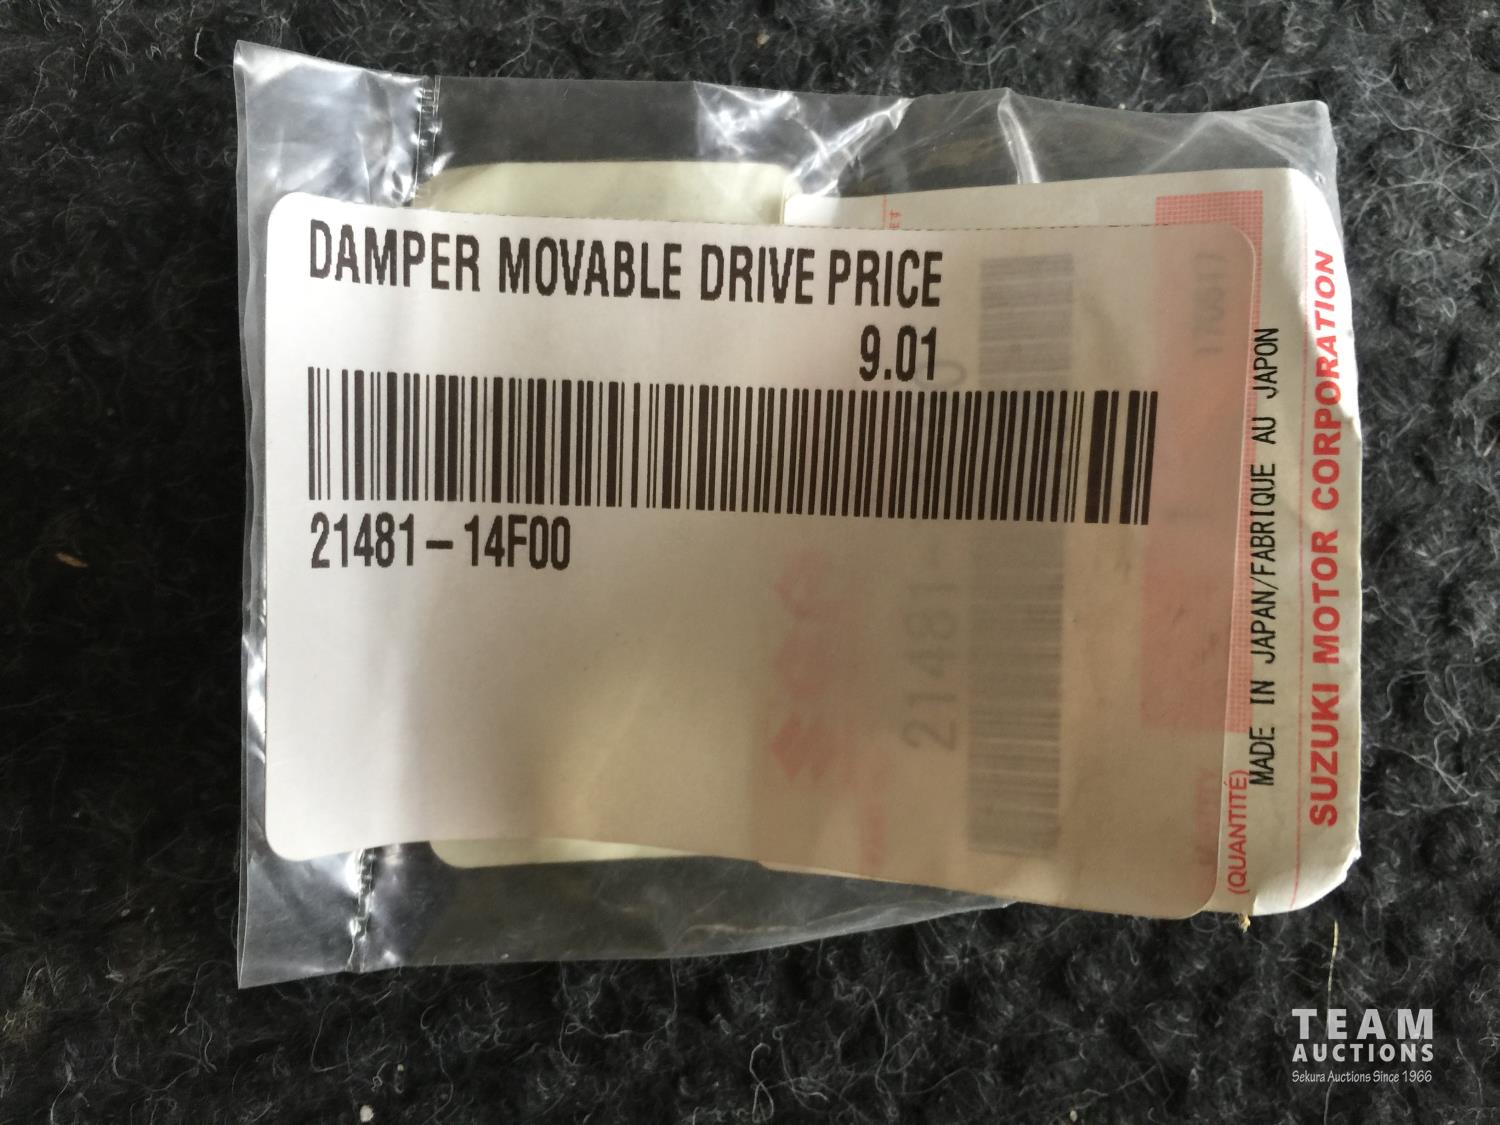 DAMPER MOVABLE DRIVE PRICE
9.01
21481-14F00
21481-
(QUANTITÉ)
MADE IN JAPAN/FABRIQUE AU JAPON
SUZUKI MOTOR CORPORATION
TEAM
AUCTIONS
Sekura Auctions Since 1966